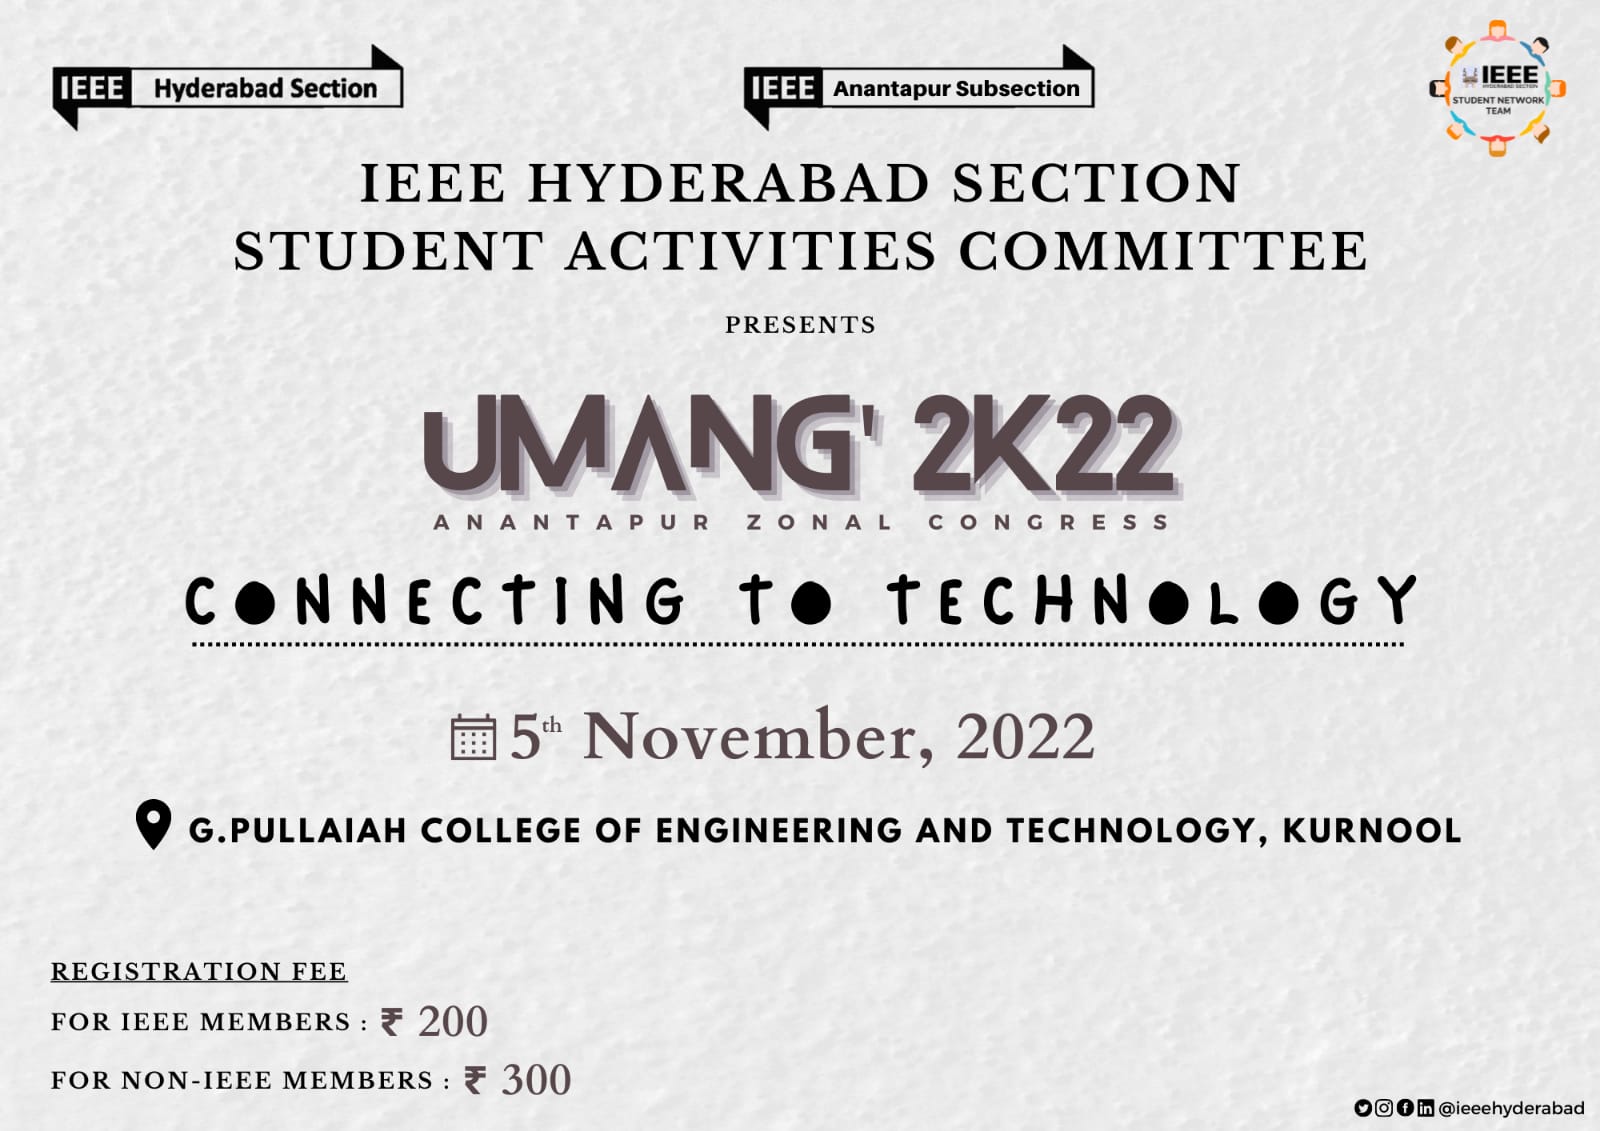 IEEE Hyderabad Section
IEEE Anantapur Subsection
IEEE
HYDERABAD SECTION
STUDENT NETWORK
TEAM
IEEE HYDERABAD SECTION
STUDENT ACTIVITIES COMMITTEE
PRESENTS
UMANG' 2K22
ANANTAPUR ZONAL CONGRESS
CONNECTING TO TECHNOLOGY
5th November, 2022
G.PULLAIAH COLLEGE OF ENGINEERING AND TECHNOLOGY, KURNOOL
REGISTRATION FEE
FOR IEEE MEMBERS : ₹ 200
FOR NON-IEEE MEMBERS : ₹ 300
@ieeehyderabad